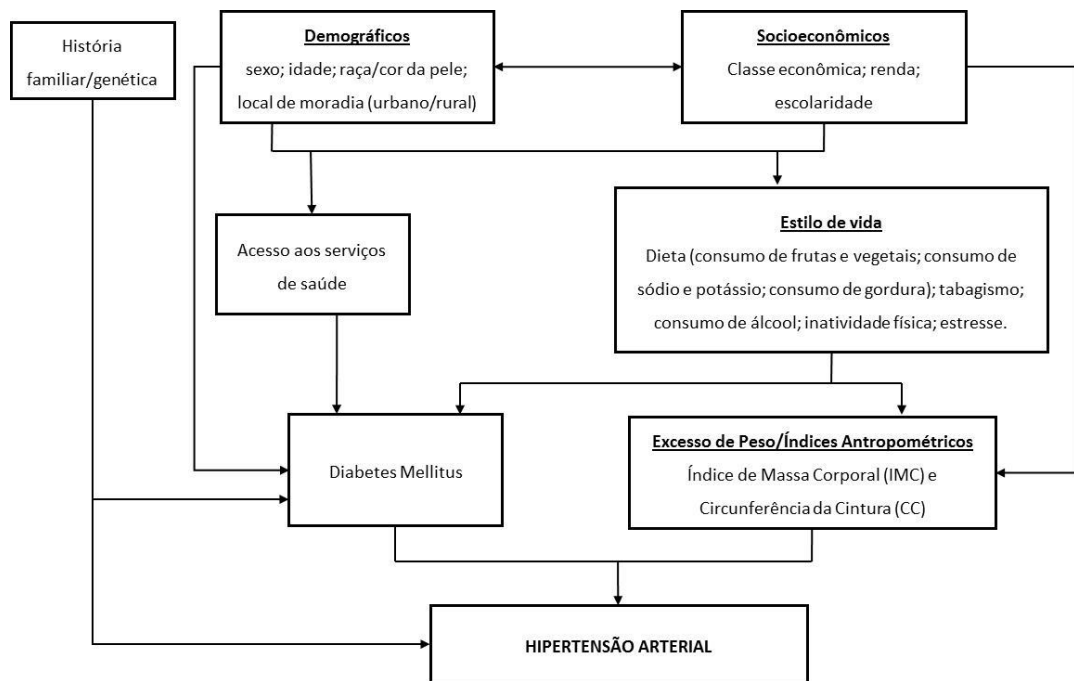 História
familiar/genética
Demográficos
sexo; idade; raça/cor da pele;
local de moradia (urbano/rural)
Socioeconômicos
Classe econômica; renda;
escolaridade
Acesso aos serviços
de saúde
Estilo de vida
Dieta (consumo de frutas e vegetais; consumo de
sódio e potássio; consumo de gordura); tabagismo;
consumo de álcool; inatividade física; estresse.
Diabetes Mellitus
Excesso de Peso/Índices Antropométricos
Índice de Massa Corporal (IMC) e
Circunferência da Cintura (CC)
HIPERTENSÃO ARTERIAL